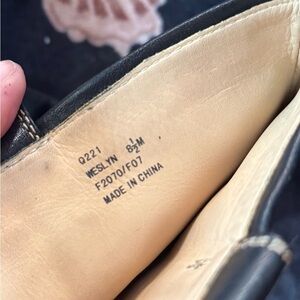 Q221
WESLYN 8½M
F2070/F07
MADE IN CHINA